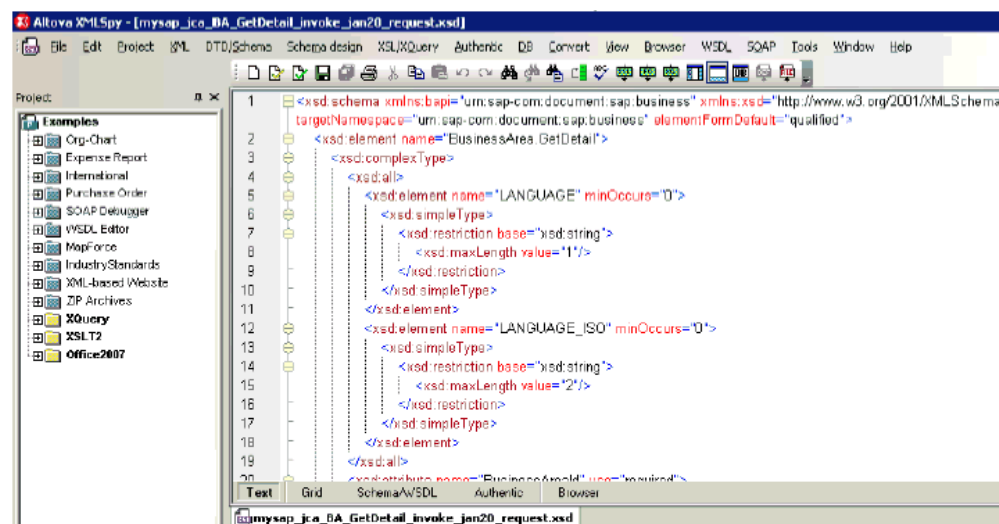 Altova XMLSpy - [mysap_jca_BA_GetDetail_invoke_jan20_request.xsd]
File Edit Project XML DTD/Schema Schema design XSL/XQuery Authentic DB Convert View Browser WSDL SOAP Tools Window Help
Project
Examples
Org-Chart
Expense Report
International
Purchase Order
SOAP Debugger
WSDL Editor
MapForce
IndustryStandards
XML-based Website
ZIP Archives
XQuery
XSLT2
Office2007
1 <xsd:schema xmlns:bapi="urn:sap-com:document:sap:business" xmlns:xsd="http://www.w3.org/2001/XMLSchema
targetNamespace="urn:sap-com:document:sap:business" elementFormDefault="qualified">
2 <xsd:element name="BusinessArea.GetDetail">
3 <xsd:complexType>
4 <xsd:all>
5 <xsd:element name="LANGUAGE" minOccurs="0">
6 <xsd:simpleType>
7 <xsd:restriction base="xsd:string">
8 <xsd:maxLength value="1"/>
9 </xsd:restriction>
10 </xsd:simpleType>
11 </xsd:element>
12 <xsd:element name="LANGUAGE_ISO" minOccurs="0">
13 <xsd:simpleType>
14 <xsd:restriction base="xsd:string">
15 <xsd:maxLength value="2"/>
16 </xsd:restriction>
17 </xsd:simpleType>
18 </xsd:element>
19 </xsd:all>
20 <xsd:attribute name="BusinessAreaId" use="required">
Text Grid Schema/WSDL Authentic Browser
mysap_jca_BA_GetDetail_invoke_jan20_request.xsd